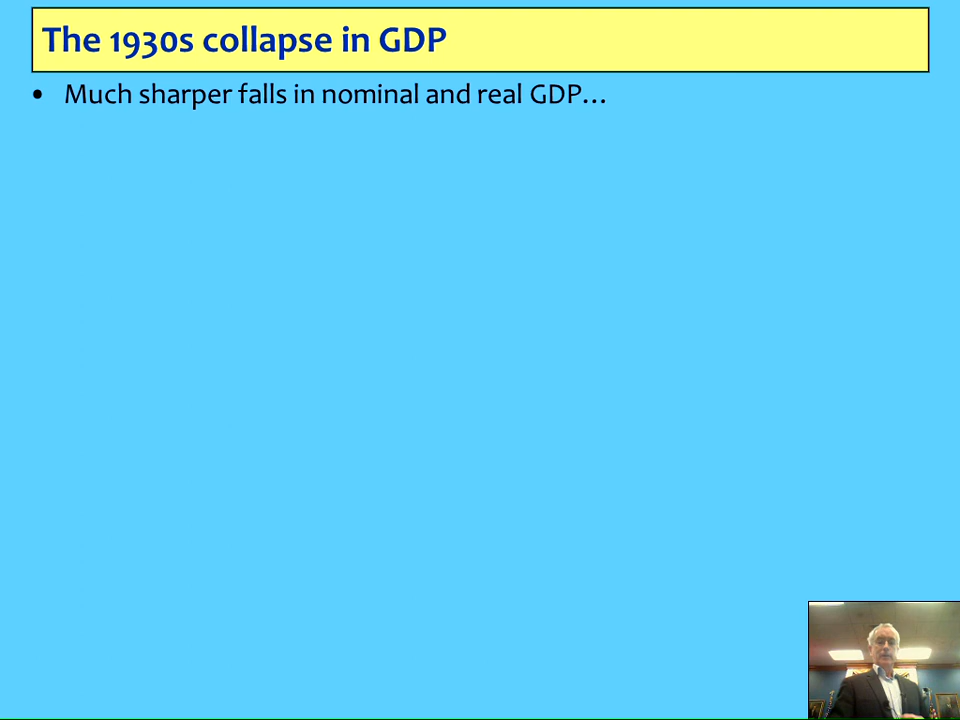 The 1930s collapse in GDP
• Much sharper falls in nominal and real GDP…